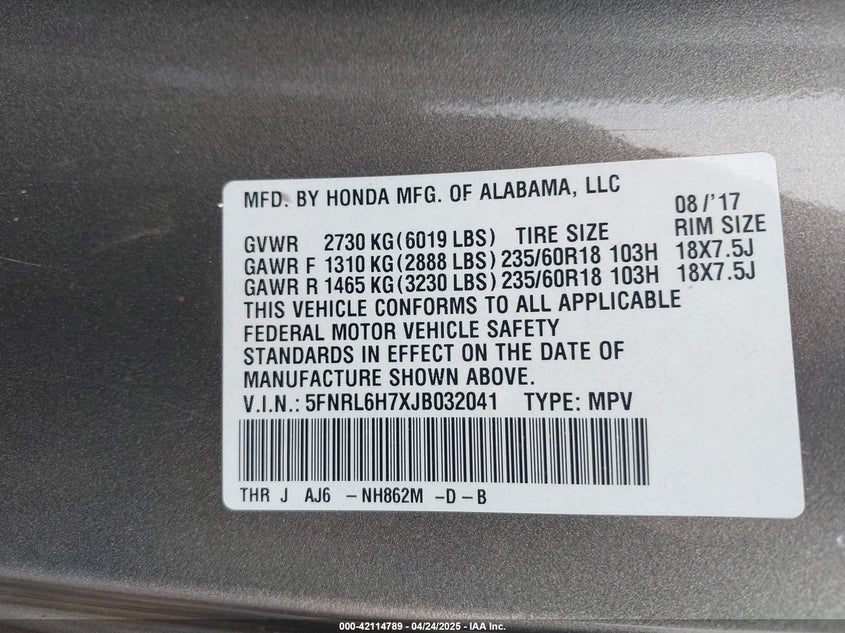 MFD. BY HONDA MFG. OF ALABAMA, LLC
08/'17
GVWR 2730 KG(6019 LBS) TIRE SIZE RIM SIZE
GAWR F 1310 KG(2888 LBS) 235/60R18 103H 18X7.5J
GAWR R 1465 KG(3230 LBS) 235/60R18 103H 18X7.5J
THIS VEHICLE CONFORMS TO ALL APPLICABLE
FEDERAL MOTOR VEHICLE SAFETY
STANDARDS IN EFFECT ON THE DATE OF
MANUFACTURE SHOWN ABOVE.
V.I.N.: 5FNRL6H7XJB032041 TYPE: MPV
THR J AJ6 -NH862M -D-B
000-42114789 - 04/24/2025 - IAA Inc.